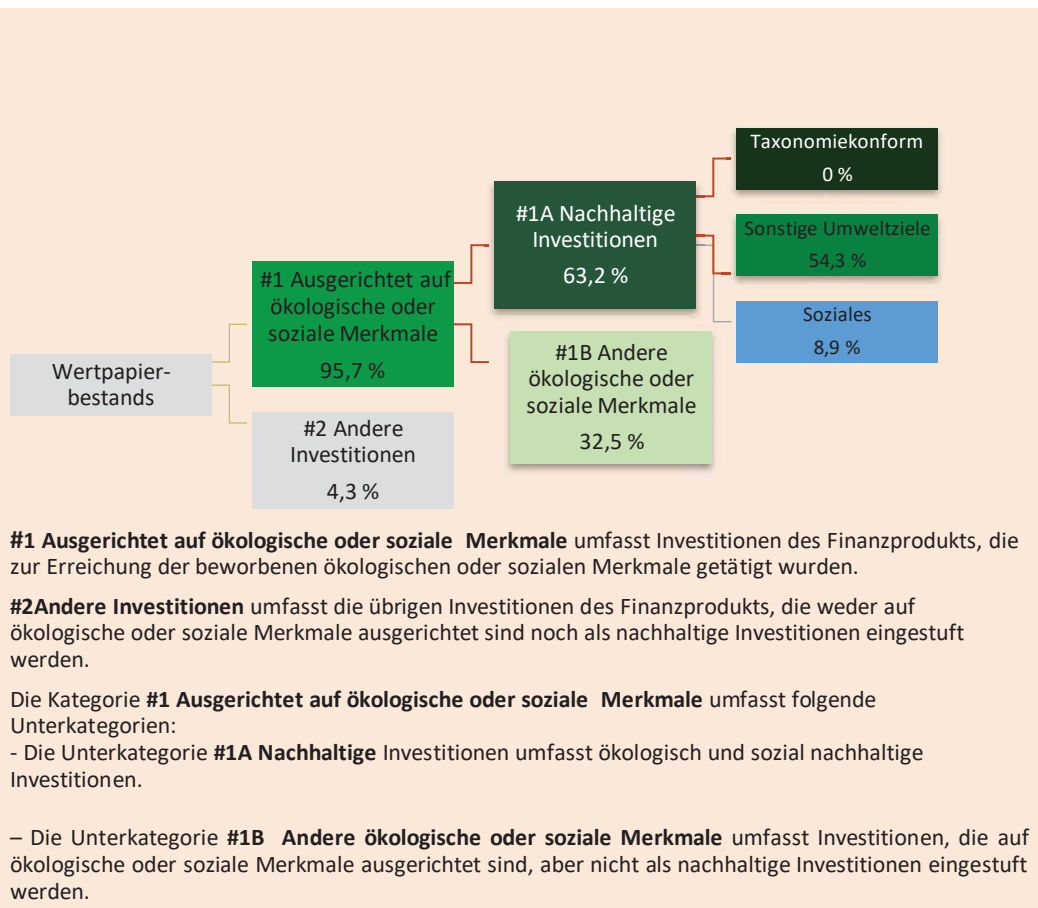 Taxonomiekonform
0 %
#1A Nachhaltige
Investitionen
63,2 %
Sonstige Umweltziele
54,3 %
#1 Ausgerichtet auf
ökologische oder
soziale Merkmale
95,7 %
Soziales
8,9 %
Wertpapier-
bestands
#1B Andere
ökologische oder
soziale Merkmale
32,5 %
#2 Andere
Investitionen
4,3 %
#1 Ausgerichtet auf ökologische oder soziale Merkmale umfasst Investitionen des Finanzprodukts, die
zur Erreichung der beworbenen ökologischen oder sozialen Merkmale getätigt wurden.
#2Andere Investitionen umfasst die übrigen Investitionen des Finanzprodukts, die weder auf
ökologische oder soziale Merkmale ausgerichtet sind noch als nachhaltige Investitionen eingestuft
werden.
Die Kategorie #1 Ausgerichtet auf ökologische oder soziale Merkmale umfasst folgende
Unterkategorien:
- Die Unterkategorie #1A Nachhaltige Investitionen umfasst ökologisch und sozial nachhaltige
Investitionen.
– Die Unterkategorie #1B Andere ökologische oder soziale Merkmale umfasst Investitionen, die auf
ökologische oder soziale Merkmale ausgerichtet sind, aber nicht als nachhaltige Investitionen eingestuft
werden.